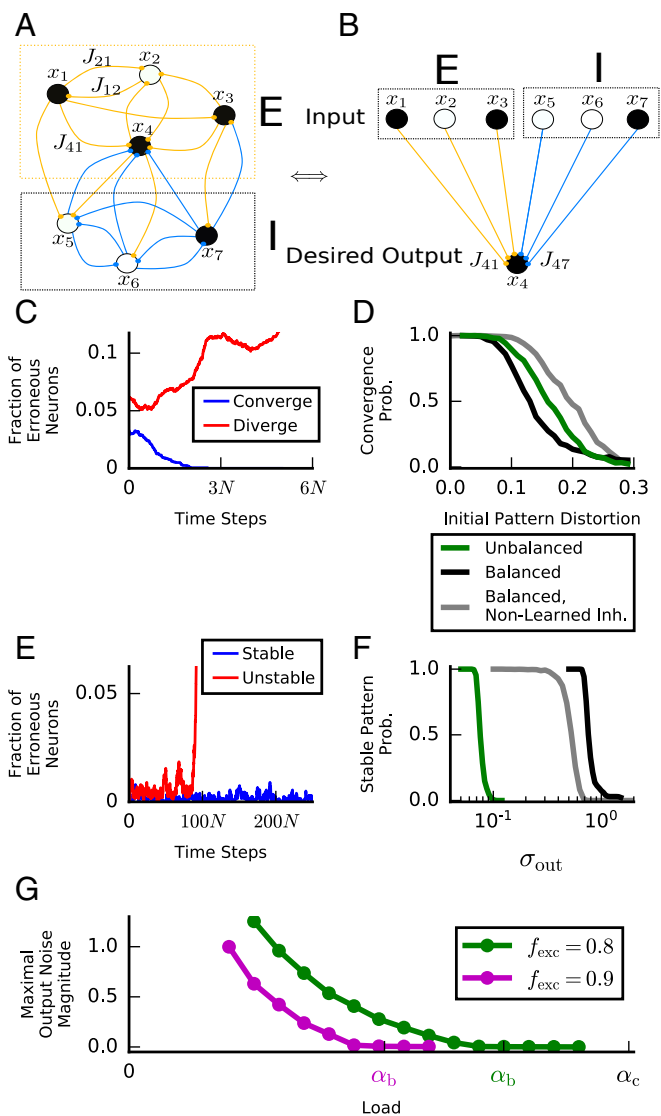 A
x₁
J₂₁
x₂
J₁₂
x₃
E
x₄
J₄₁
x₅
x₆
x₇
I
⟺
B
E
I
Input
x₁
x₂
x₃
x₅
x₆
x₇
Desired Output
J₄₁
x₄
J₄₇
C
Fraction of
Erroneous
Neurons
0.1
0.05
0
Converge
Diverge
0
3N
6N
Time Steps
D
Convergence
Prob.
1.0
0.5
0.0
0.0
0.1
0.2
0.3
Initial Pattern Distortion
Unbalanced
Balanced
Balanced,
Non-Learned Inh.
E
Fraction of
Erroneous
Neurons
0.05
0
Stable
Unstable
0
100N
200N
Time Steps
F
Stable Pattern
Prob.
1.0
0.5
0.0
10⁻¹
10⁰
σout
G
Maximal
Output Noise
Magnitude
1.0
0.5
0.0
fexc = 0.8
fexc = 0.9
0
αb
αb
αc
Load